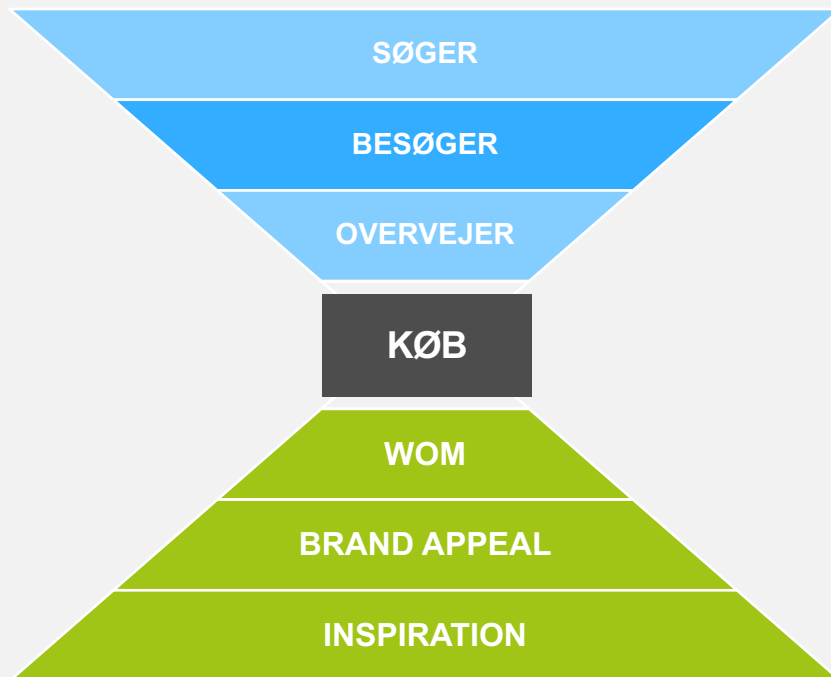 SØGER
BESØGER
OVERVEJER
KØB
WOM
BRAND APPEAL
INSPIRATION